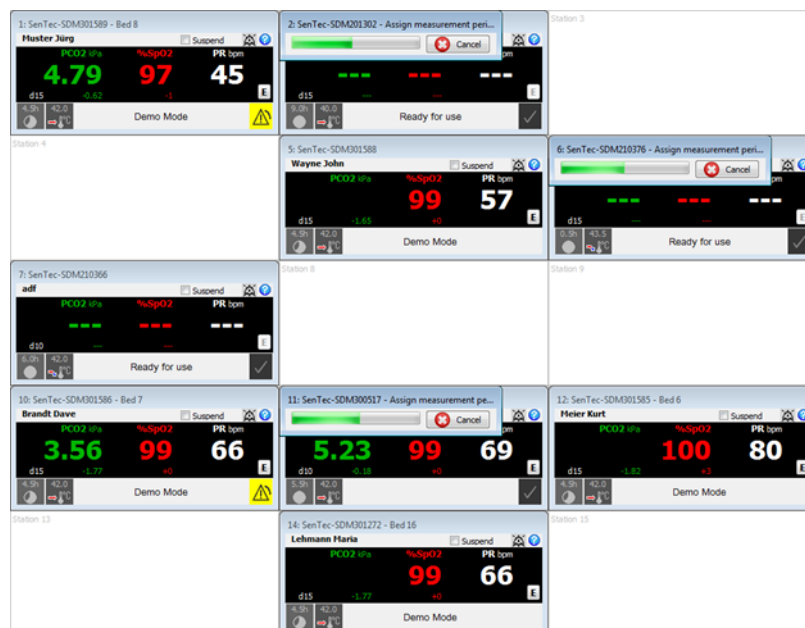 1: SenTec-SDM301589 - Bed 8
Muster Jürg
Suspend
PCO2 kPa %SpO2 PR bpm
4.79 97 45
d15 -0.62 -1 E
4.5h 42.0
°C
Demo Mode
2: SenTec-SDM201302 - Assign measurement peri...
Cancel
bpm
--- --- ---
d15 --- --- E
9.0h 40.0
°C
Ready for use
Station 3
Station 4
5: SenTec-SDM301588
Wayne John
Suspend
PCO2 kPa %SpO2 PR bpm
99 57
d15 -1.65 +0 E
4.5h 42.0
°C
Demo Mode
6: SenTec-SDM210376 - Assign measurement peri...
Cancel
bpm
--- --- ---
d15 --- --- E
0.5h 43.5
°C
Ready for use
7: SenTec-SDM210366
adf
Suspend
PCO2 kPa %SpO2 PR bpm
--- --- ---
d10 --- --- E
6.0h 42.0
°C
Ready for use
Station 8
Station 9
10: SenTec-SDM301586 - Bed 7
Brandt Dave
Suspend
PCO2 kPa %SpO2 PR bpm
3.56 99 66
d15 -1.77 +0 E
4.5h 42.0
°C
Demo Mode
11: SenTec-SDM300517 - Assign measurement pe...
Cancel
bpm
5.23 99 69
d10 -0.18 +0 E
5.9h 42.0
°C
12: SenTec-SDM301585 - Bed 6
Meier Kurt
Suspend
PCO2 kPa %SpO2 PR bpm
100 80
d15 -1.82 +3 E
4.5h 42.0
°C
Demo Mode
Station 13
14: SenTec-SDM301272 - Bed 16
Lehmann Maria
Suspend
PCO2 kPa %SpO2 PR bpm
99 66
d15 -1.77 +0 E
4.5h 42.0
°C
Demo Mode
Station 15